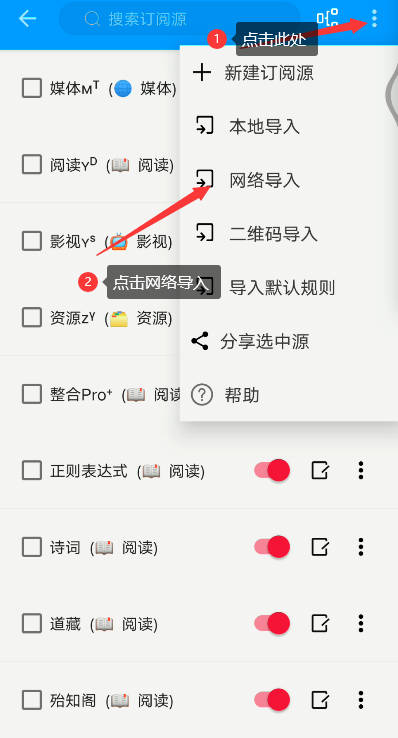 搜索订阅源
1 点击此处
新建订阅源
媒体ᴍᵀ (🌐 媒体)
本地导入
阅读ʏᴰ (📖 阅读)
网络导入
影视ʏˢ (📺 影视)
二维码导入
2 点击网络导入
导入默认规则
资源zʸ (🗂 资源)
分享选中源
整合Pro⁺ (📖 阅读)
帮助
正则表达式 (📖 阅读)
诗词 (📖 阅读)
道藏 (📖 阅读)
殆知阁 (📖 阅读)